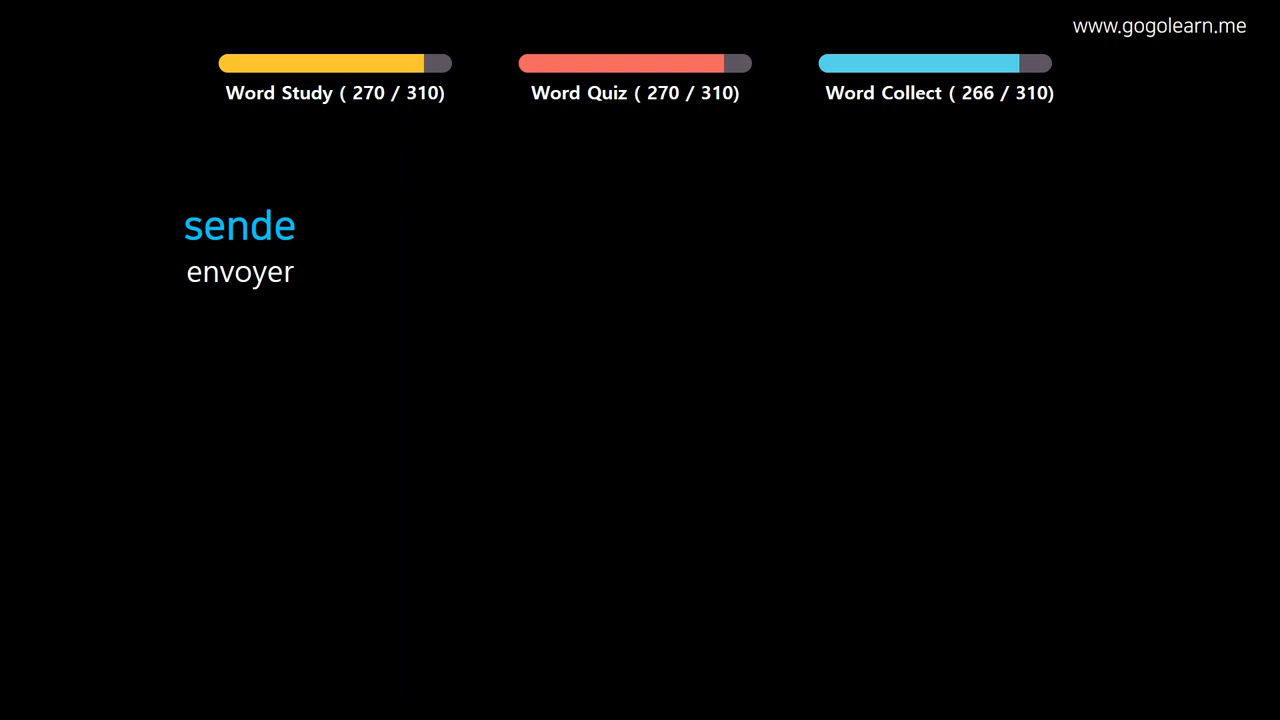 www.gogolearn.me
Word Study ( 270 / 310)
Word Quiz ( 270 / 310)
Word Collect ( 266 / 310)
sende
envoyer